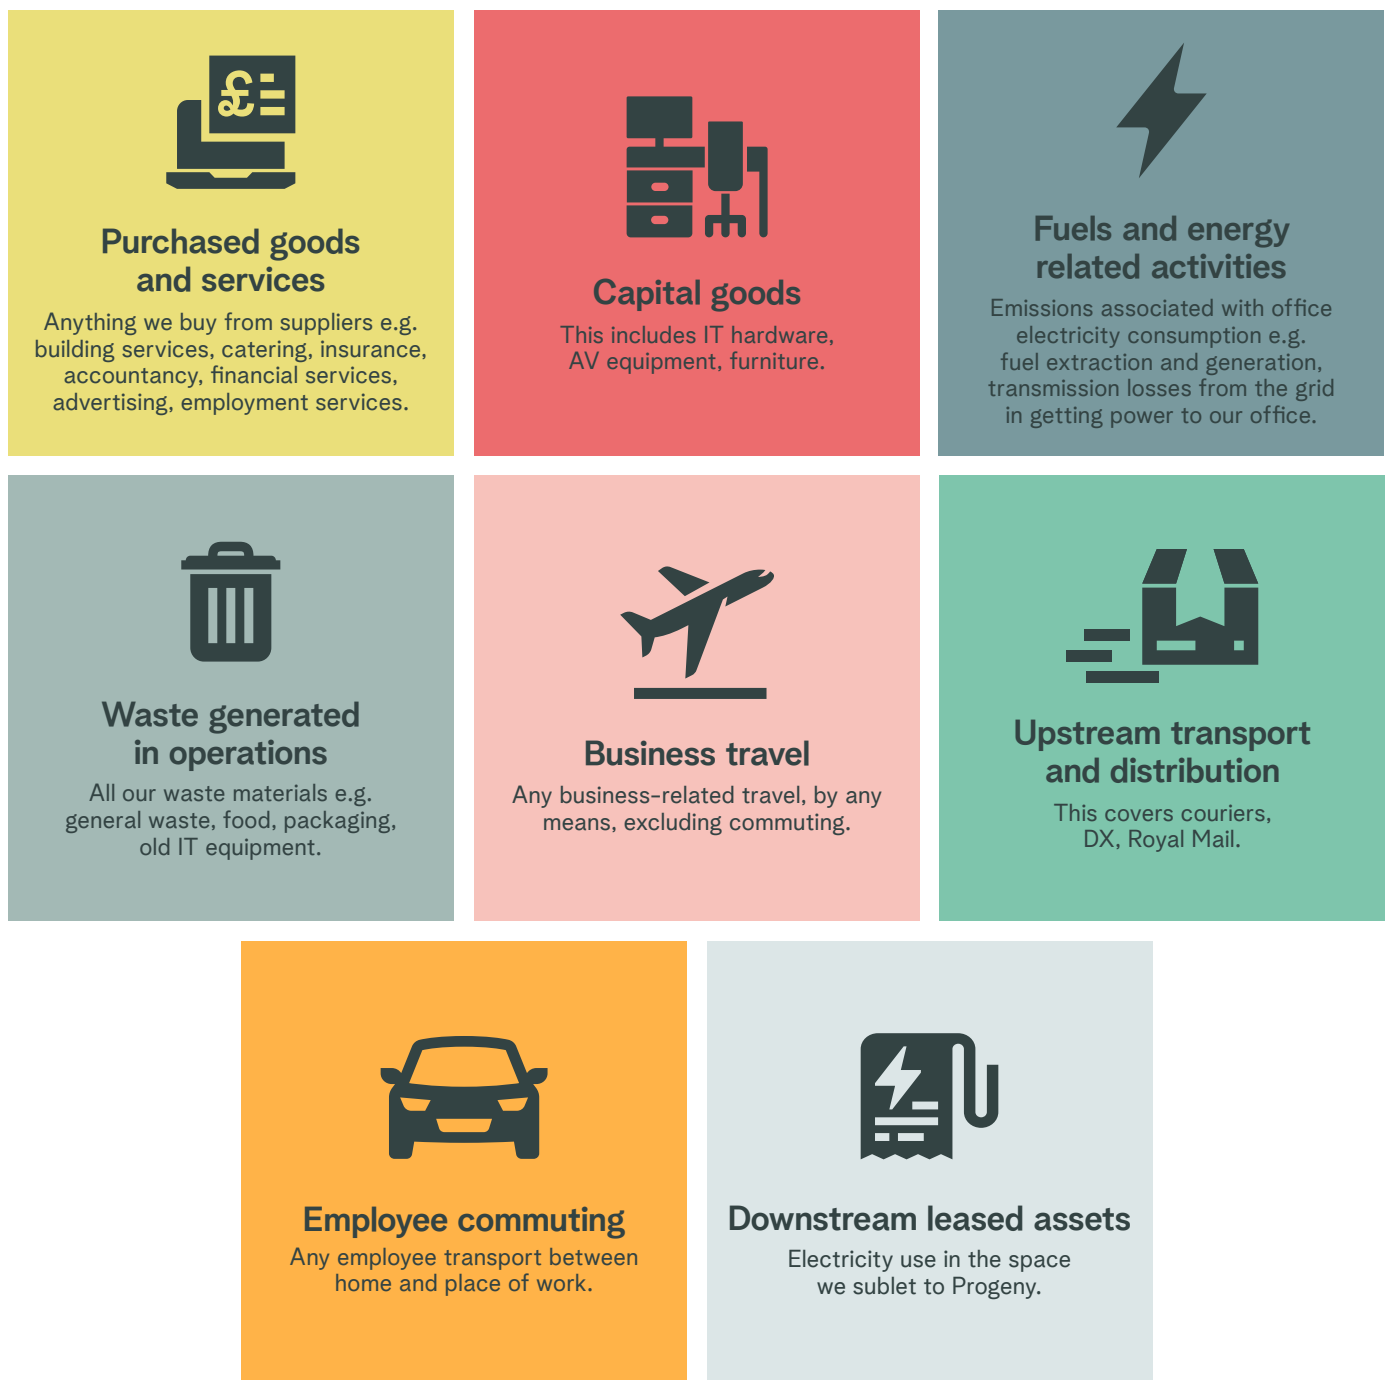 £
Purchased goods
and services
Anything we buy from suppliers e.g.
building services, catering, insurance,
accountancy, financial services,
advertising, employment services.
Capital goods
This includes IT hardware,
AV equipment, furniture.
Fuels and energy
related activities
Emissions associated with office
electricity consumption e.g.
fuel extraction and generation,
transmission losses from the grid
in getting power to our office.
Waste generated
in operations
All our waste materials e.g.
general waste, food, packaging,
old IT equipment.
Business travel
Any business-related travel, by any
means, excluding commuting.
Upstream transport
and distribution
This covers couriers,
DX, Royal Mail.
Employee commuting
Any employee transport between
home and place of work.
Downstream leased assets
Electricity use in the space
we sublet to Progeny.